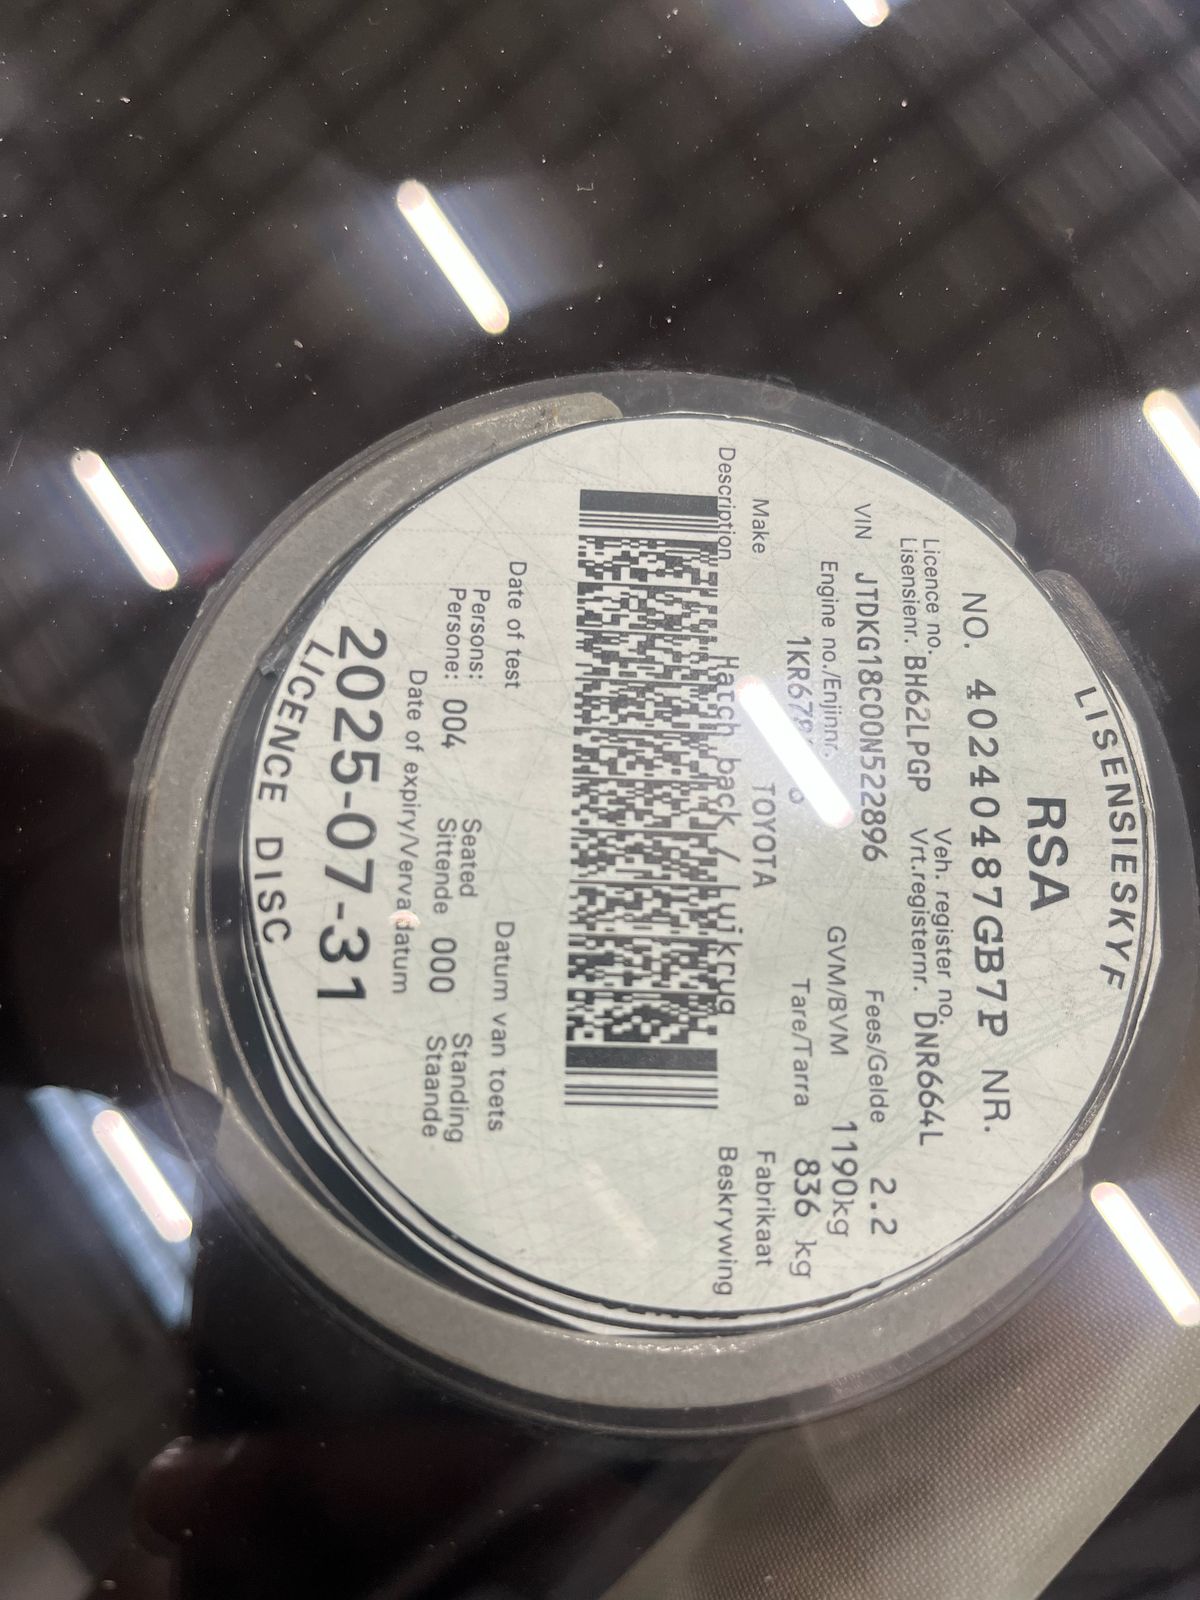 LISENSIESKYF
RSA
NO. 40240487GB7P NR.
Licence no. Veh. register no.
Lisensienr. BH62LPGP Vrt.registernr. DNR664L
VIN JTDKG18C00N522896 Fees/Gelde 2.2
Engine no./Enjinnr. GVM/BVM 1190kg
Tare/Tarra 836 kg
Make TOYOTA Fabrikaat
Description Hatch back / Luikrug Beskrywing
Date of test Datum van toets
Persons: Seated Standing
Persone: 004 Sittende 000 Staande
Date of expiry/Vervaldatum
2025-07-31
LICENCE DISC